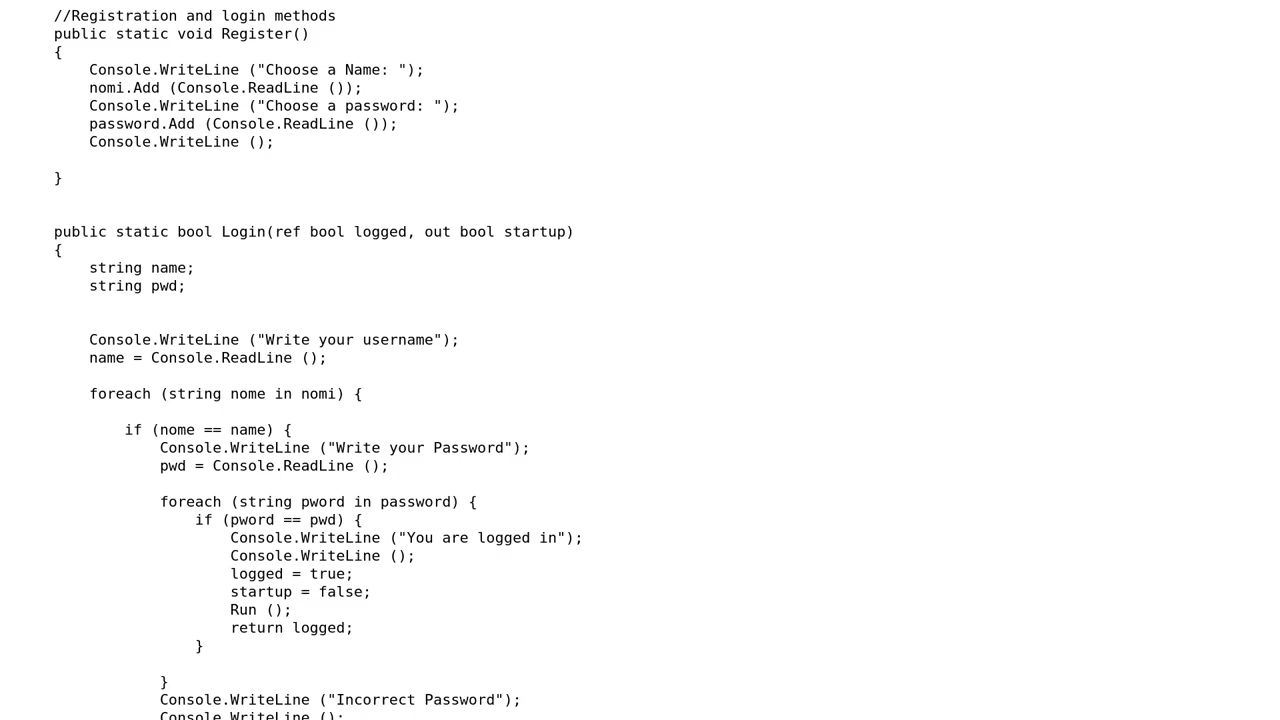 //Registration and login methods
public static void Register()
{
Console.WriteLine ("Choose a Name: ");
nomi.Add (Console.ReadLine ());
Console.WriteLine ("Choose a password: ");
password.Add (Console.ReadLine ());
Console.WriteLine ();
}
public static bool Login(ref bool logged, out bool startup)
{
string name;
string pwd;
Console.WriteLine ("Write your username");
name = Console.ReadLine ();
foreach (string nome in nomi) {
if (nome == name) {
Console.WriteLine ("Write your Password");
pwd = Console.ReadLine ();
foreach (string pword in password) {
if (pword == pwd) {
Console.WriteLine ("You are logged in");
Console.WriteLine ();
logged = true;
startup = false;
Run ();
return logged;
}
}
Console.WriteLine ("Incorrect Password");
Console.WriteLine ();